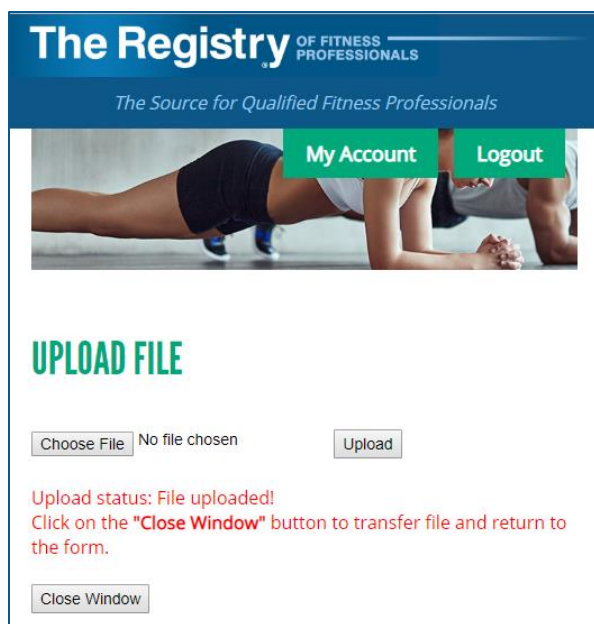 The Registry® OF FITNESS PROFESSIONALS
The Source for Qualified Fitness Professionals
My Account Logout
UPLOAD FILE
Choose File No file chosen Upload
Upload status: File uploaded!
Click on the "Close Window" button to transfer file and return to
the form.
Close Window